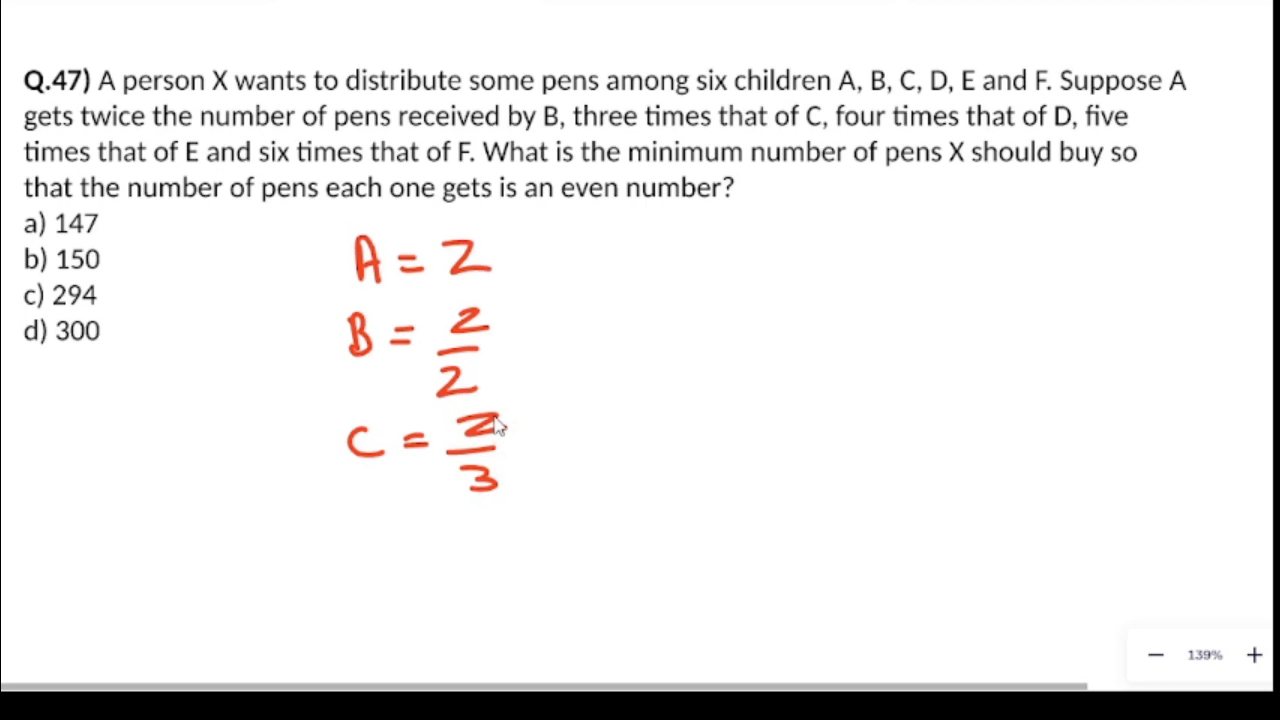 Q.47) A person X wants to distribute some pens among six children A, B, C, D, E and F. Suppose A
gets twice the number of pens received by B, three times that of C, four times that of D, five
times that of E and six times that of F. What is the minimum number of pens X should buy so
that the number of pens each one gets is an even number?
a) 147
b) 150
c) 294
d) 300
A = Z
B = Z
2
C = Z
3
− 139% +